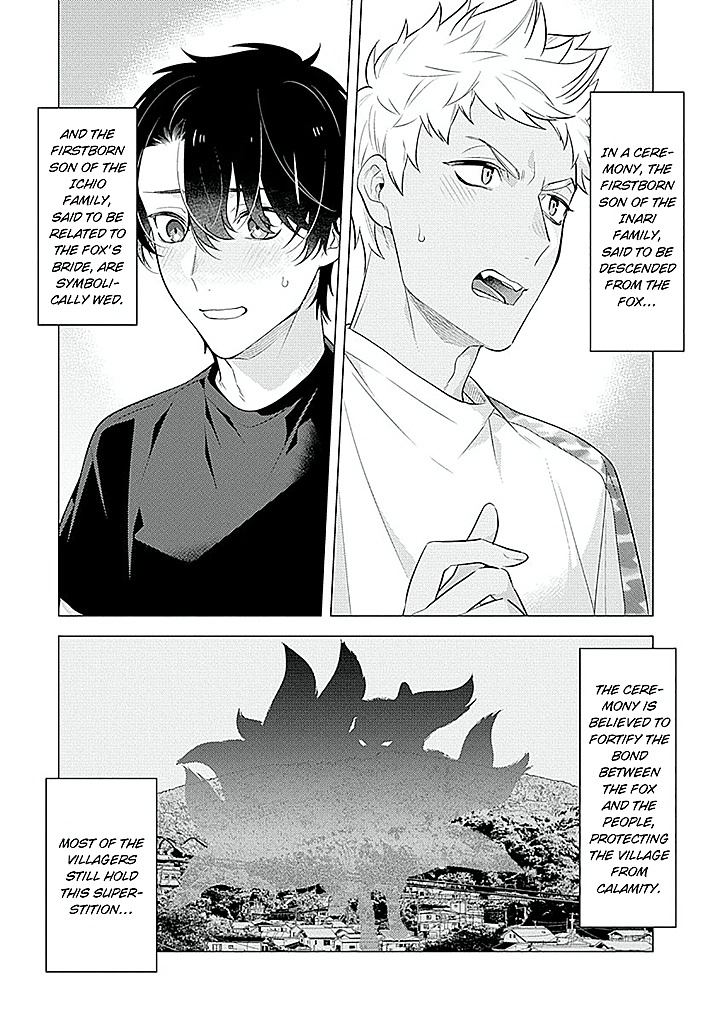 IN A CERE-
MONY, THE
FIRSTBORN
SON OF THE
INARI
FAMILY,
SAID TO BE
DESCENDED
FROM THE
FOX...
AND THE
FIRSTBORN
SON OF THE
ICHIO
FAMILY,
SAID TO BE
RELATED TO
THE FOX'S
BRIDE, ARE
SYMBOLI-
CALLY WED.
THE CERE-
MONY IS
BELIEVED TO
FORTIFY THE
BOND
BETWEEN
THE FOX
AND THE
PEOPLE,
PROTECTING
THE VILLAGE
FROM
CALAMITY.
MOST OF THE
VILLAGERS
STILL HOLD
THIS SUPER-
STITION...